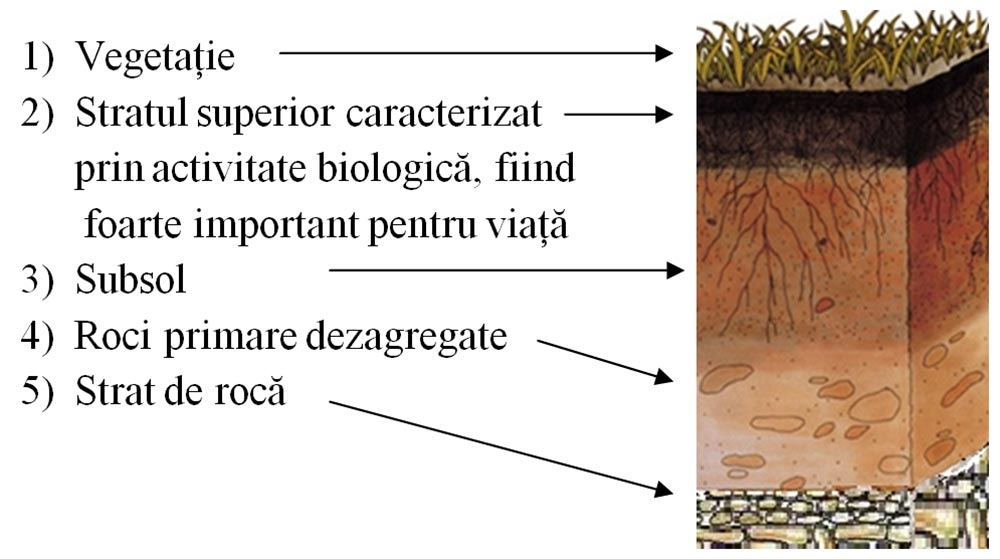 1) Vegetație
2) Stratul superior caracterizat
prin activitate biologică, fiind
foarte important pentru viață
3) Subsol
4) Roci primare dezagregate
5) Strat de rocă